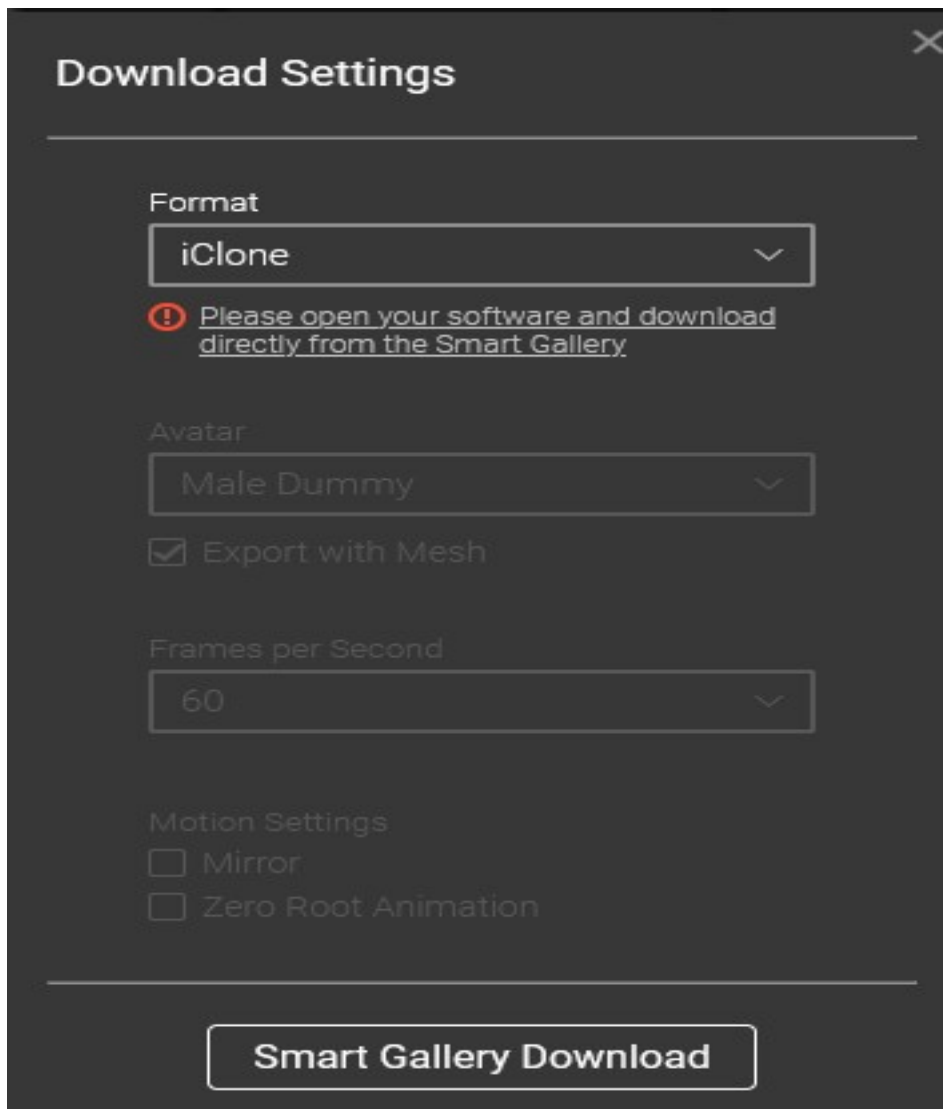 Download Settings
Format
iClone
Please open your software and download
directly from the Smart Gallery
Avatar
Male Dummy
Export with Mesh
Frames per Second
60
Motion Settings
Mirror
Zero Root Animation
Smart Gallery Download